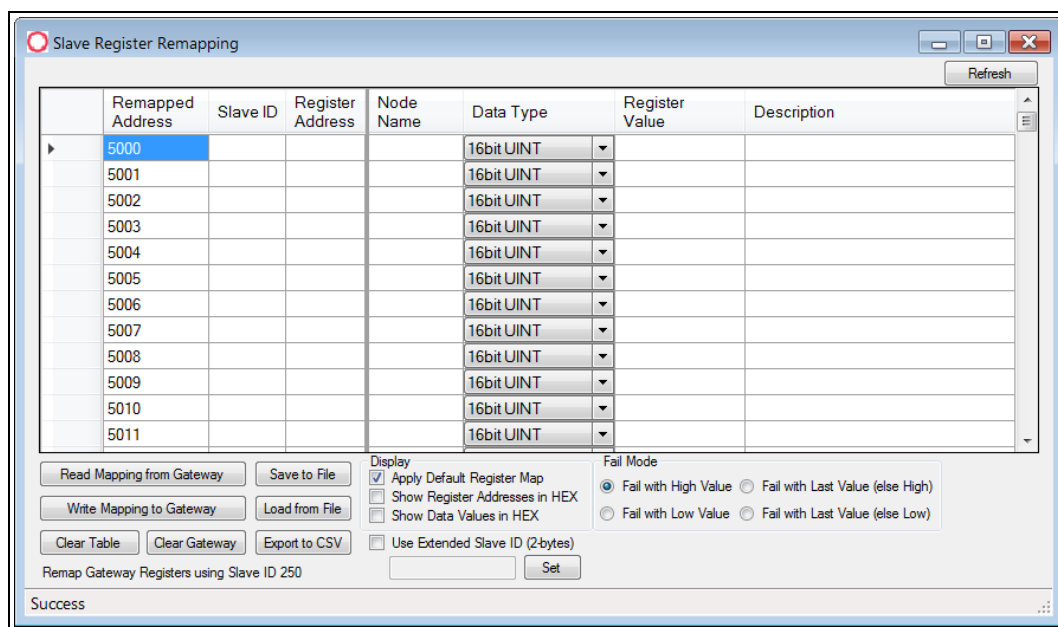 Slave Register Remapping
Refresh
Remapped Address Slave ID Register Address Node Name Data Type Register Value Description
5000 16bit UINT
5001 16bit UINT
5002 16bit UINT
5003 16bit UINT
5004 16bit UINT
5005 16bit UINT
5006 16bit UINT
5007 16bit UINT
5008 16bit UINT
5009 16bit UINT
5010 16bit UINT
5011 16bit UINT
Read Mapping from Gateway Save to File
Write Mapping to Gateway Load from File
Clear Table Clear Gateway Export to CSV
Remap Gateway Registers using Slave ID 250
Display
Apply Default Register Map
Show Register Addresses in HEX
Show Data Values in HEX
Use Extended Slave ID (2-bytes)
Set
Fail Mode
Fail with High Value Fail with Last Value (else High)
Fail with Low Value Fail with Last Value (else Low)
Success